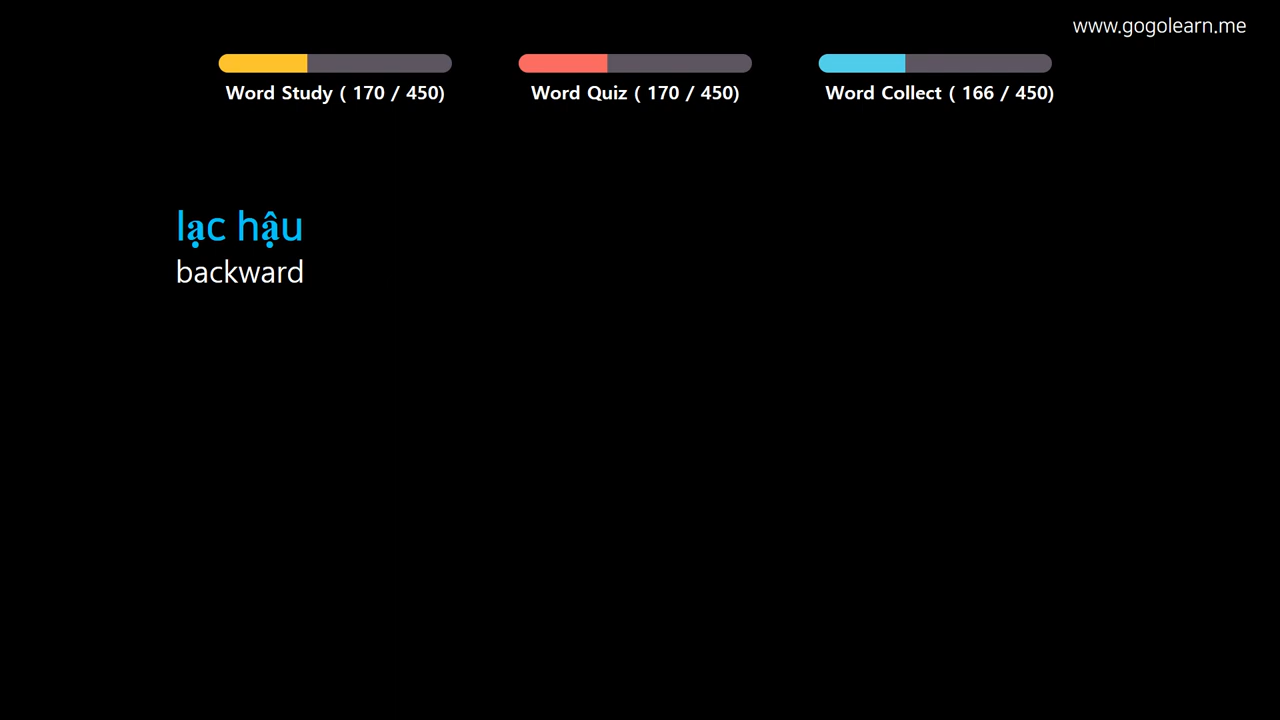 www.gogolearn.me
Word Study ( 170 / 450)
Word Quiz ( 170 / 450)
Word Collect ( 166 / 450)
lạc hậu
backward